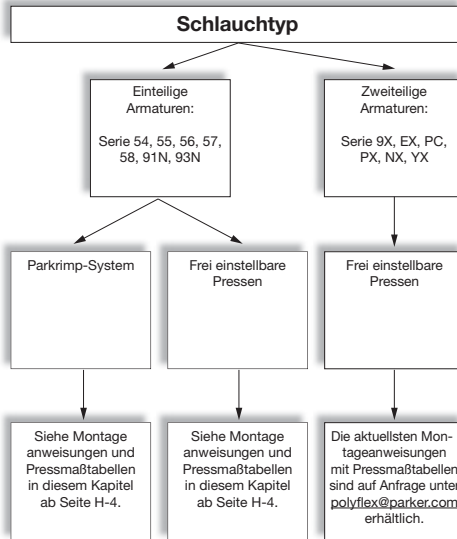 Schlauchtyp
Einteilige
Armaturen:
Serie 54, 55, 56, 57,
58, 91N, 93N
Zweiteilige
Armaturen:
Serie 9X, EX, PC,
PX, NX, YX
Parkrimp-System
Frei einstellbare
Pressen
Frei einstellbare
Pressen
Siehe Montage
anweisungen und
Pressmaßtabellen
in diesem Kapitel
ab Seite H-4.
Siehe Montage
anweisungen und
Pressmaßtabellen
in diesem Kapitel
ab Seite H-4.
Die aktuellsten Mon-
tageanweisungen
mit Pressmaßtabellen
sind auf Anfrage unter
polyflex@parker.com
erhältlich.